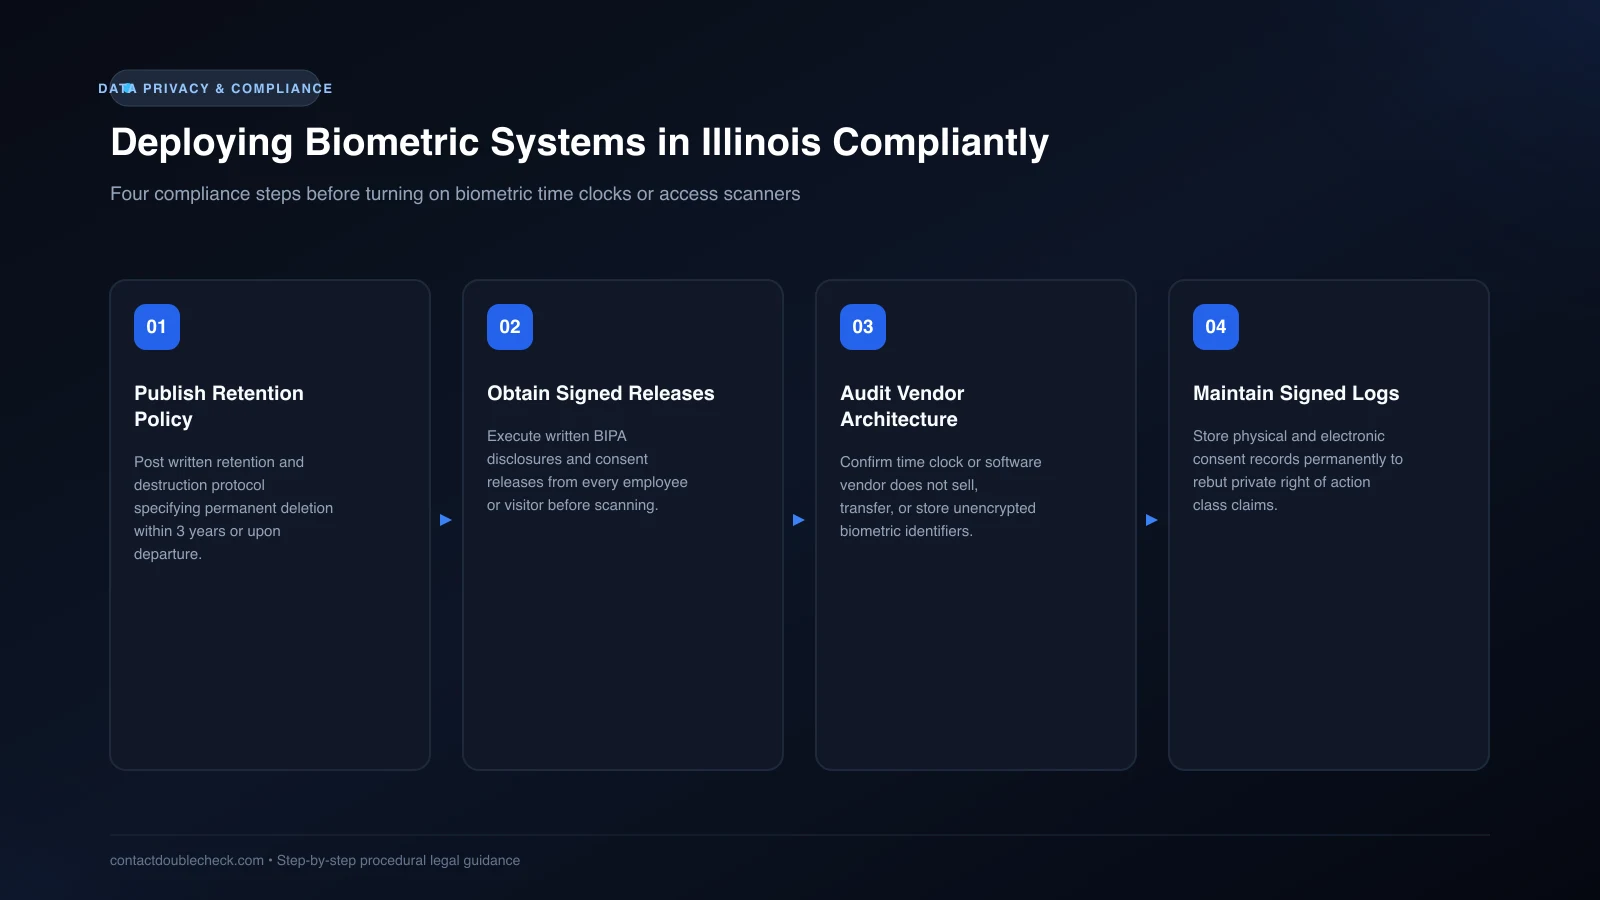 DATA PRIVACY & COMPLIANCE
Deploying Biometric Systems in Illinois Compliantly
Four compliance steps before turning on biometric time clocks or access scanners
01
Publish Retention
Policy
Post written retention and
destruction protocol
specifying permanent deletion
within 3 years or upon
departure.
02
Obtain Signed Releases
Execute written BIPA
disclosures and consent
releases from every employee
or visitor before scanning.
03
Audit Vendor
Architecture
Confirm time clock or software
vendor does not sell,
transfer, or store unencrypted
biometric identifiers.
04
Maintain Signed Logs
Store physical and electronic
consent records permanently to
rebut private right of action
class claims.
contactdoublecheck.com • Step-by-step procedural legal guidance